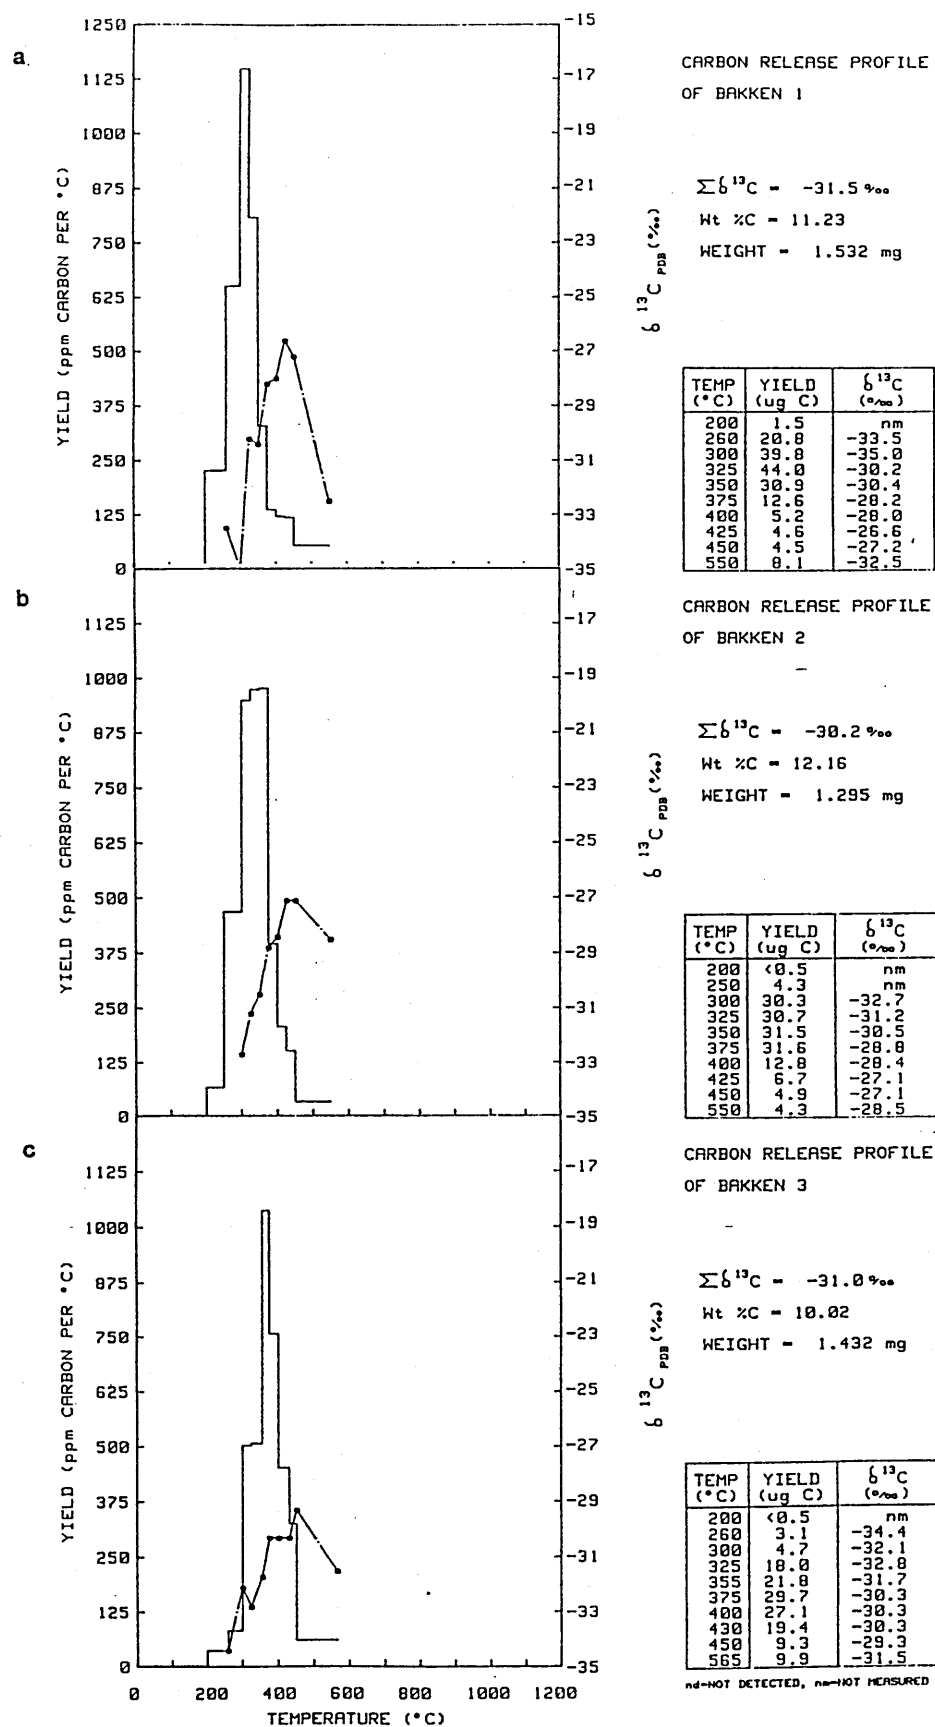 a
1250
1125
1000
875
750
625
500
375
250
125
0
YIELD (ppm CARBON PER °C)
-15
-17
-19
-21
-23
-25
-27
-29
-31
-33
-35
δ ¹³C PDB (‰)
CARBON RELEASE PROFILE
OF BAKKEN 1
Σδ¹³C = -31.5‰
Wt %C = 11.23
WEIGHT = 1.532 mg
TEMP YIELD δ¹³C
(°C) (ug C) (‰)
200 1.5 nm
260 20.8 -33.5
300 39.8 -35.0
325 44.0 -30.2
350 30.9 -30.4
375 12.6 -28.2
400 5.2 -28.0
425 4.6 -26.6
450 4.5 -27.2
550 8.1 -32.5
b
1125
1000
875
750
625
500
375
250
125
0
YIELD (ppm CARBON PER °C)
-17
-19
-21
-23
-25
-27
-29
-31
-33
-35
δ ¹³C PDB (‰)
CARBON RELEASE PROFILE
OF BAKKEN 2
Σδ¹³C = -30.2‰
Wt %C = 12.16
WEIGHT = 1.295 mg
TEMP YIELD δ¹³C
(°C) (ug C) (‰)
200 <0.5 nm
250 4.3 nm
300 30.3 -32.7
325 30.7 -31.2
350 31.5 -30.5
375 31.6 -28.8
400 12.8 -28.4
425 6.7 -27.1
450 4.9 -27.1
550 4.3 -28.5
c
1125
1000
875
750
625
500
375
250
125
0
YIELD (ppm CARBON PER °C)
-17
-19
-21
-23
-25
-27
-29
-31
-33
-35
δ ¹³C PDB (‰)
0 200 400 600 800 1000 1200
TEMPERATURE (°C)
CARBON RELEASE PROFILE
OF BAKKEN 3
Σδ¹³C = -31.0‰
Wt %C = 10.02
WEIGHT = 1.432 mg
TEMP YIELD δ¹³C
(°C) (ug C) (‰)
200 <0.5 nm
260 3.1 -34.4
300 4.7 -32.1
325 18.0 -32.8
355 21.8 -31.7
375 29.7 -30.3
400 27.1 -30.3
430 19.4 -30.3
450 9.3 -29.3
565 9.9 -31.5
nd=NOT DETECTED, nm=NOT MEASURED